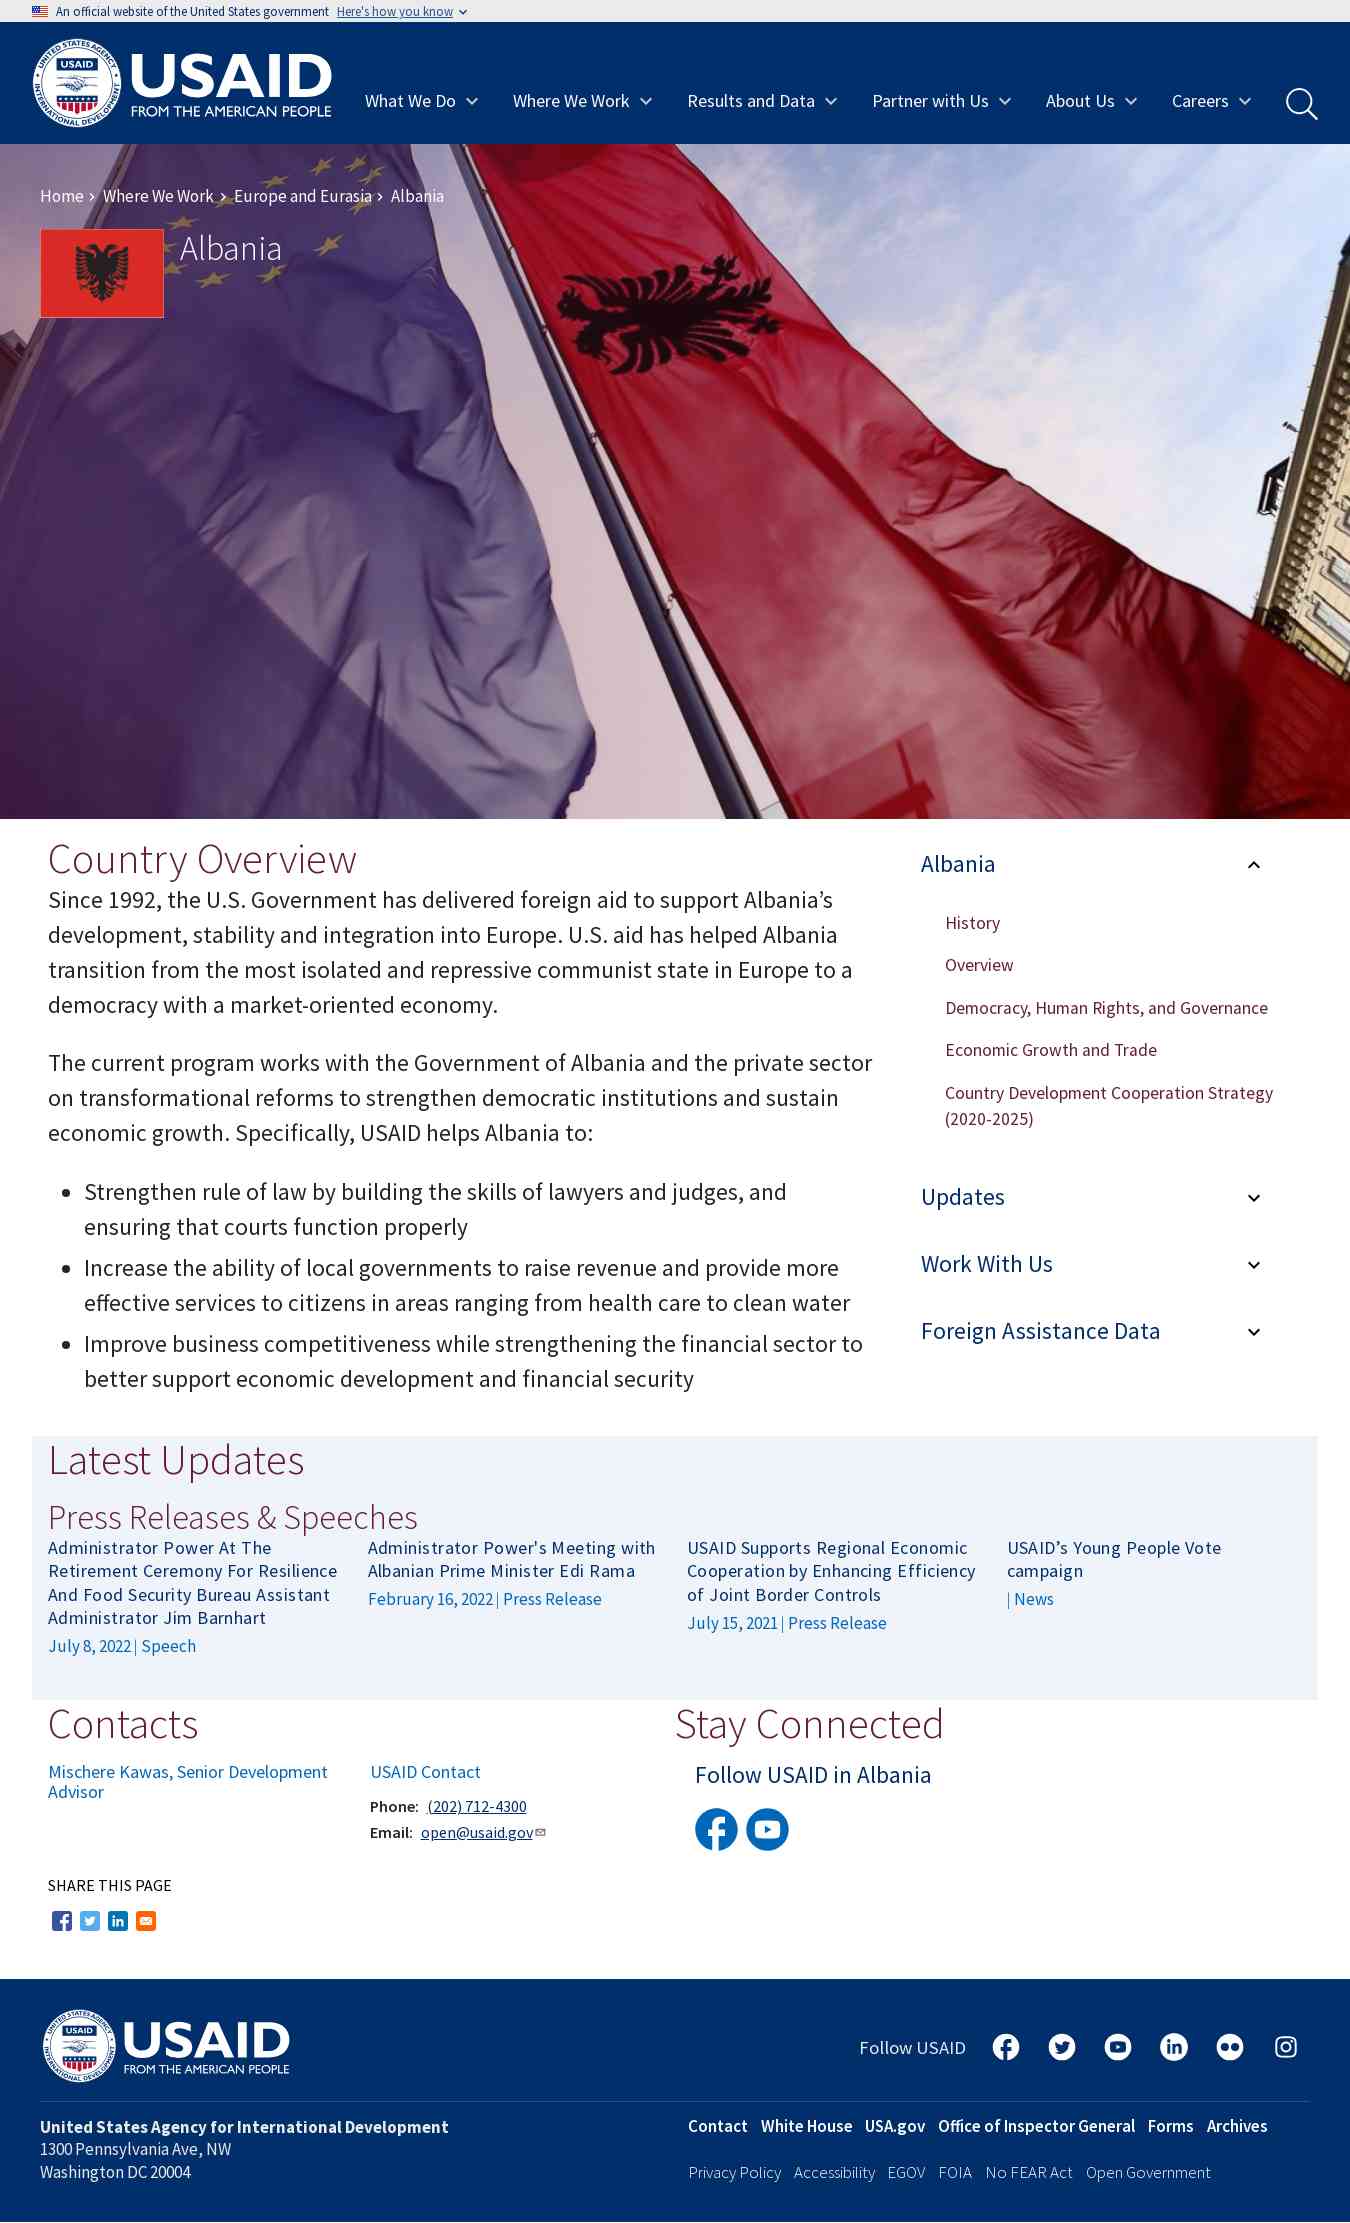 An official website of the United States government Here's how you know
UNITED STATES AGENCY
USAID
INTERNATIONAL DEVELOPMENT
USAID
FROM THE AMERICAN PEOPLE
What We Do
Where We Work
Results and Data
Partner with Us
About Us
Careers
Home
Where We Work
Europe and Eurasia
Albania
Albania
Country Overview
Since 1992, the U.S. Government has delivered foreign aid to support Albania’s
development, stability and integration into Europe. U.S. aid has helped Albania
transition from the most isolated and repressive communist state in Europe to a
democracy with a market-oriented economy.
The current program works with the Government of Albania and the private sector
on transformational reforms to strengthen democratic institutions and sustain
economic growth. Specifically, USAID helps Albania to:
Strengthen rule of law by building the skills of lawyers and judges, and
ensuring that courts function properly
Increase the ability of local governments to raise revenue and provide more
effective services to citizens in areas ranging from health care to clean water
Improve business competitiveness while strengthening the financial sector to
better support economic development and financial security
Albania
History
Overview
Democracy, Human Rights, and Governance
Economic Growth and Trade
Country Development Cooperation Strategy
(2020-2025)
Updates
Work With Us
Foreign Assistance Data
Latest Updates
Press Releases & Speeches
Administrator Power At The
Retirement Ceremony For Resilience
And Food Security Bureau Assistant
Administrator Jim Barnhart
July 8, 2022 | Speech
Administrator Power's Meeting with
Albanian Prime Minister Edi Rama
February 16, 2022 | Press Release
USAID Supports Regional Economic
Cooperation by Enhancing Efficiency
of Joint Border Controls
July 15, 2021 | Press Release
USAID’s Young People Vote
campaign
| News
Contacts
Mischere Kawas, Senior Development
Advisor
USAID Contact
Phone: (202) 712-4300
Email: open@usaid.gov
Stay Connected
Follow USAID in Albania
SHARE THIS PAGE
UNITED STATES AGENCY
USAID
INTERNATIONAL DEVELOPMENT
USAID
FROM THE AMERICAN PEOPLE
Follow USAID
United States Agency for International Development
1300 Pennsylvania Ave, NW
Washington DC 20004
Contact White House USA.gov Office of Inspector General Forms Archives
Privacy Policy Accessibility EGOV FOIA No FEAR Act Open Government